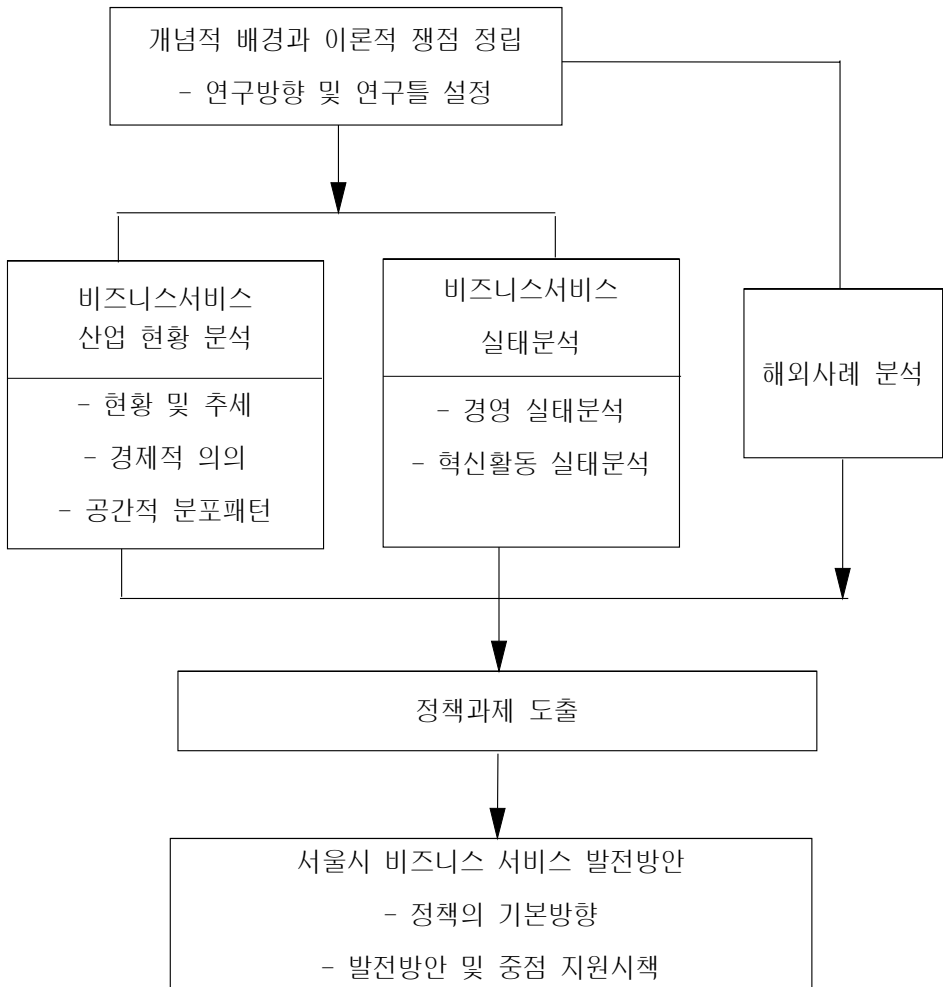 개념적 배경과 이론적 쟁점 정립
- 연구방향 및 연구틀 설정
비즈니스서비스
산업 현황 분석
- 현황 및 추세
- 경제적 의의
- 공간적 분포패턴
비즈니스서비스
실태분석
- 경영 실태분석
- 혁신활동 실태분석
해외사례 분석
정책과제 도출
서울시 비즈니스 서비스 발전방안
- 정책의 기본방향
- 발전방안 및 중점 지원시책